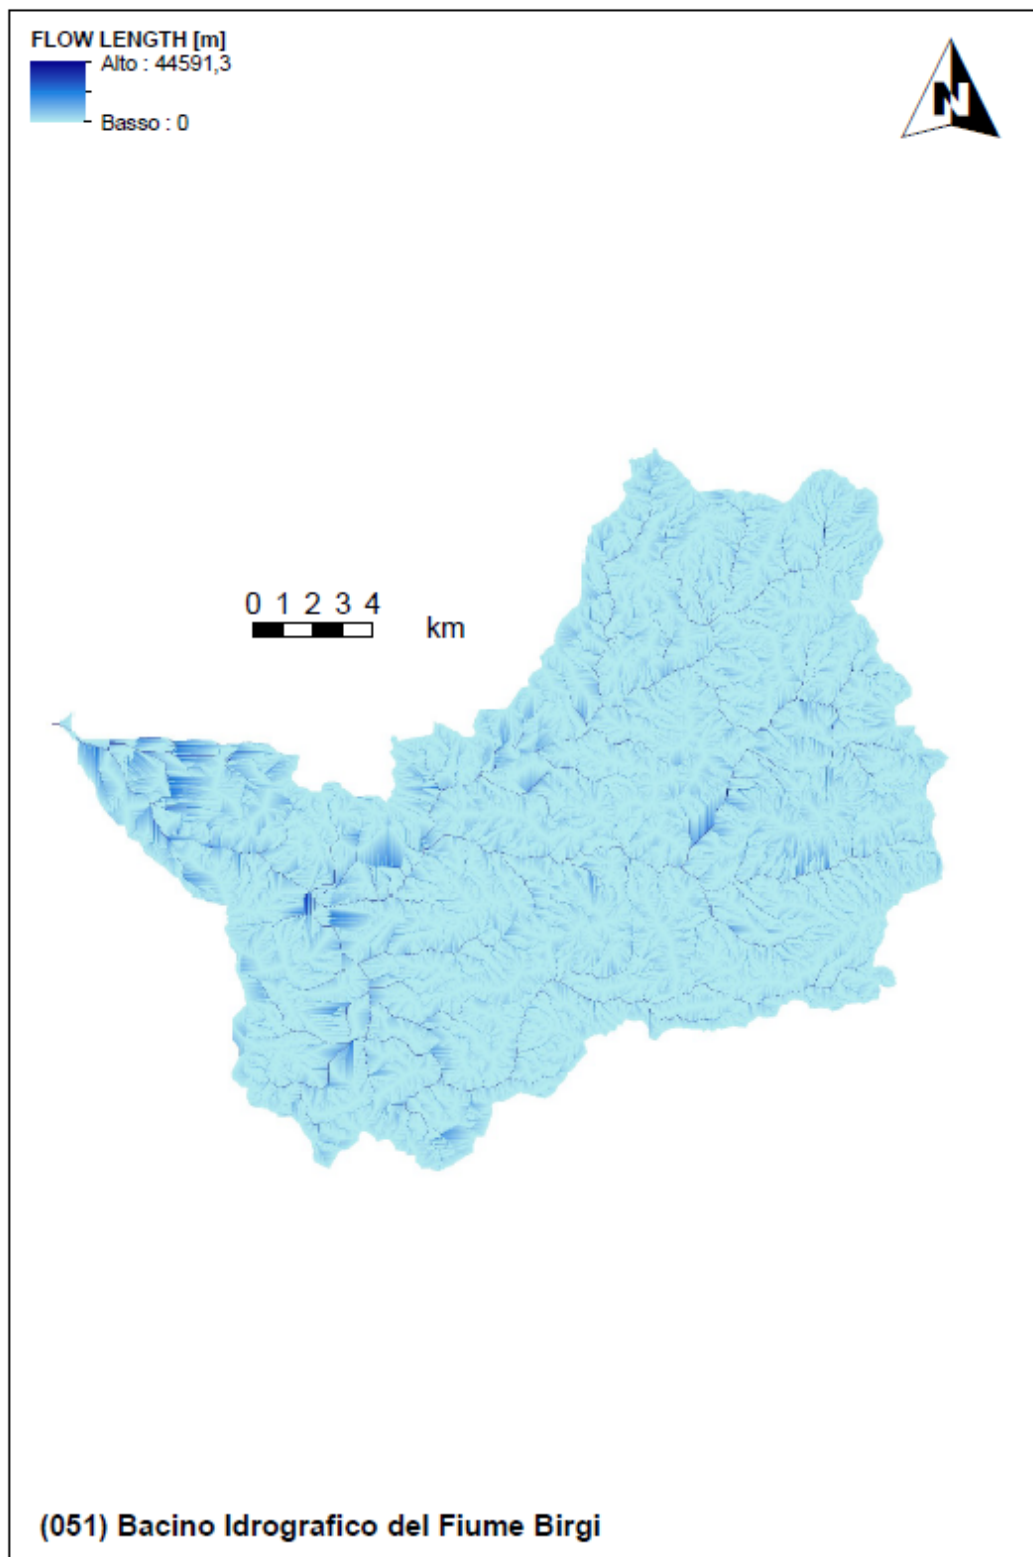 FLOW LENGTH [m]
Alto : 44591,3
Basso : 0
N
0 1 2 3 4
km
(051) Bacino Idrografico del Fiume Birgi